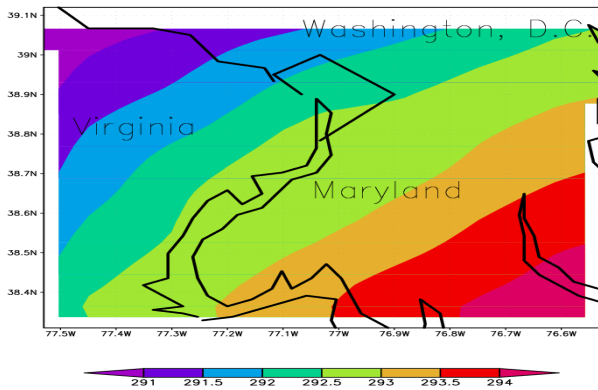 39.1N
Washington, D.C.
39N
38.9N
Virginia
38.8N
38.7N
Maryland
38.6N
38.5N
38.4N
77.5W 77.4W 77.3W 77.2W 77.1W 77W 76.9W 76.8W 76.7W 76.6W
291 291.5 292 292.5 293 293.5 294